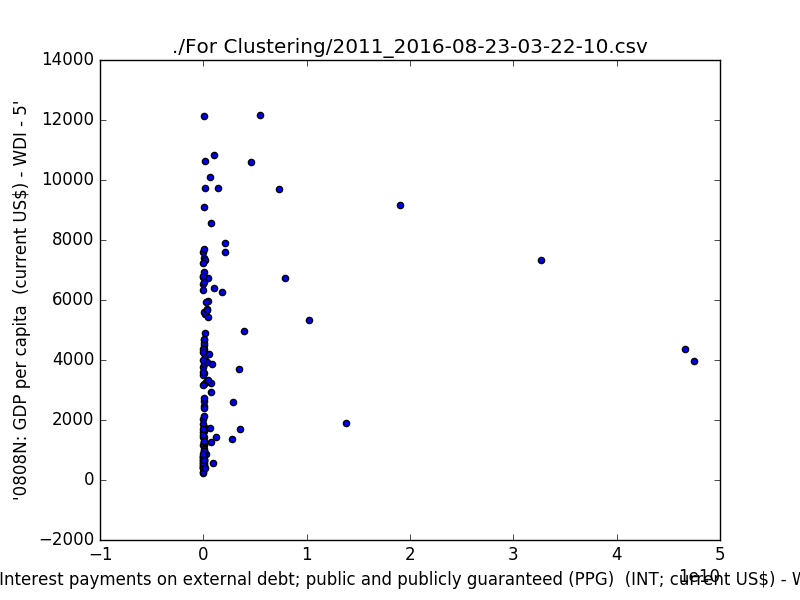 ./For Clustering/2011_2016-08-23-03-22-10.csv
14000
12000
10000
8000
6000
4000
2000
0
−2000
'0808N: GDP per capita  (current US$) - WDI - 5'
−1 0 1 2 3 4 5
1e10
Interest payments on external debt; public and publicly guaranteed (PPG)  (INT; current US$) - W